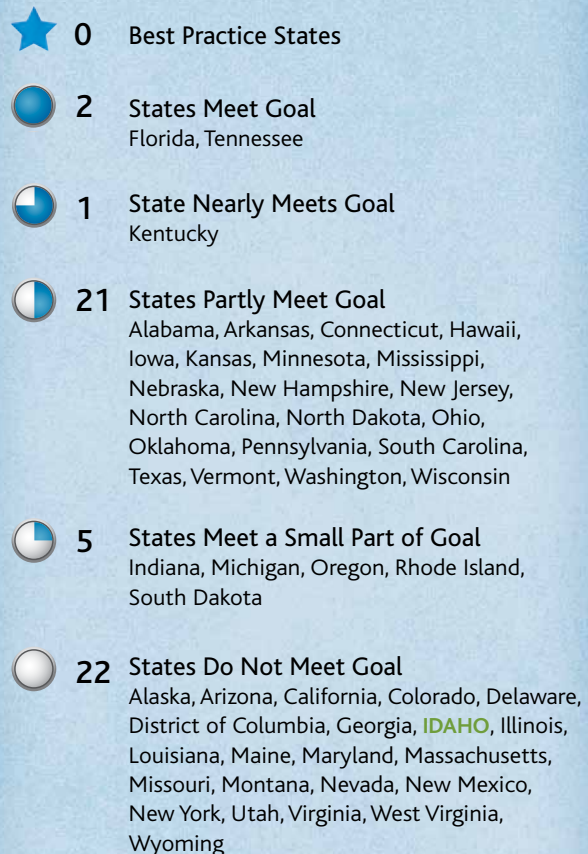 0 Best Practice States
2 States Meet Goal
Florida, Tennessee
1 State Nearly Meets Goal
Kentucky
21 States Partly Meet Goal
Alabama, Arkansas, Connecticut, Hawaii,
Iowa, Kansas, Minnesota, Mississippi,
Nebraska, New Hampshire, New Jersey,
North Carolina, North Dakota, Ohio,
Oklahoma, Pennsylvania, South Carolina,
Texas, Vermont, Washington, Wisconsin
5 States Meet a Small Part of Goal
Indiana, Michigan, Oregon, Rhode Island,
South Dakota
22 States Do Not Meet Goal
Alaska, Arizona, California, Colorado, Delaware,
District of Columbia, Georgia, IDAHO, Illinois,
Louisiana, Maine, Maryland, Massachusetts,
Missouri, Montana, Nevada, New Mexico,
New York, Utah, Virginia, West Virginia,
Wyoming